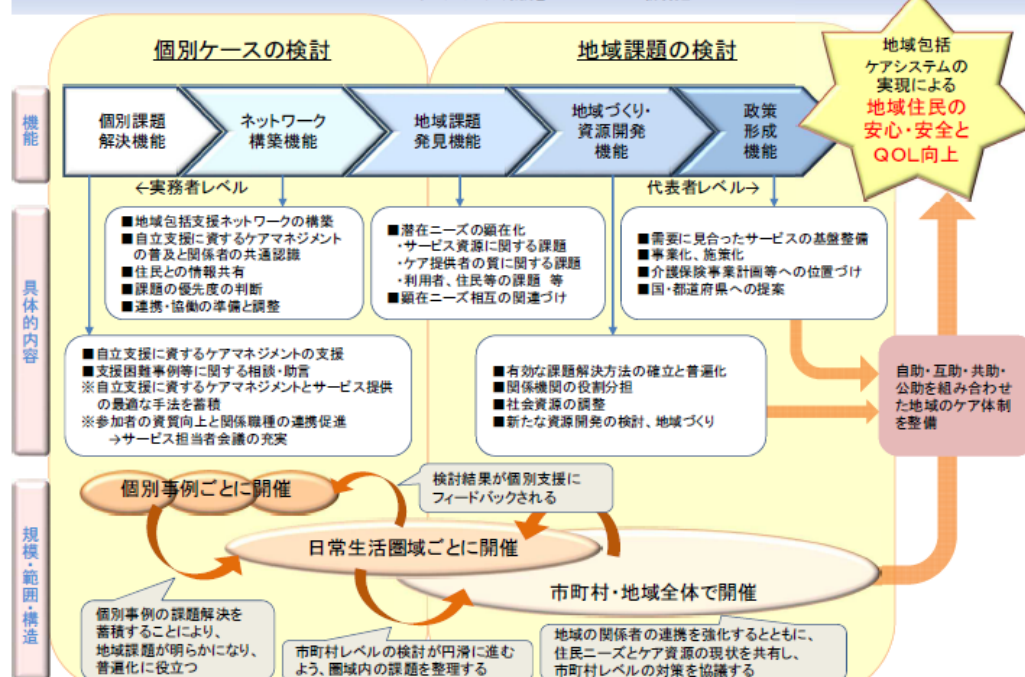 個別ケースの検討
地域課題の検討
地域包括
ケアシステムの
実現による
地域住民の
安心・安全と
QOL向上
機能
個別課題
解決機能
ネットワーク
構築機能
地域課題
発見機能
地域づくり・
資源開発
機能
政策
形成
機能
←実務者レベル
代表者レベル→
具体的内容
■地域包括支援ネットワークの構築
■自立支援に資するケアマネジメント
の普及と関係者の共通認識
■住民との情報共有
■課題の優先度の判断
■連携・協働の準備と調整
■潜在ニーズの顕在化
・サービス資源に関する課題
・ケア提供者の質に関する課題
・利用者、住民等の課題 等
■顕在ニーズ相互の関連づけ
■需要に見合ったサービスの基盤整備
■事業化、施策化
■介護保険事業計画等への位置づけ
■国・都道府県への提案
■自立支援に資するケアマネジメントの支援
■支援困難事例等に関する相談・助言
※自立支援に資するケアマネジメントとサービス提供
の最適な手法を蓄積
※参加者の資質向上と関係職種の連携促進
→サービス担当者会議の充実
■有効な課題解決方法の確立と普遍化
■関係機関の役割分担
■社会資源の調整
■新たな資源開発の検討、地域づくり
自助・互助・共助・
公助を組み合わせ
た地域のケア体制
を整備
規模・範囲・構造
個別事例ごとに開催
検討結果が個別支援に
フィードバックされる
日常生活圏域ごとに開催
市町村・地域全体で開催
個別事例の課題解決を
蓄積することにより、
地域課題が明らかになり、
普遍化に役立つ
市町村レベルの検討が円滑に進む
よう、圏域内の課題を整理する
地域の関係者の連携を強化するとともに、
住民ニーズとケア資源の現状を共有し、
市町村レベルの対策を協議する